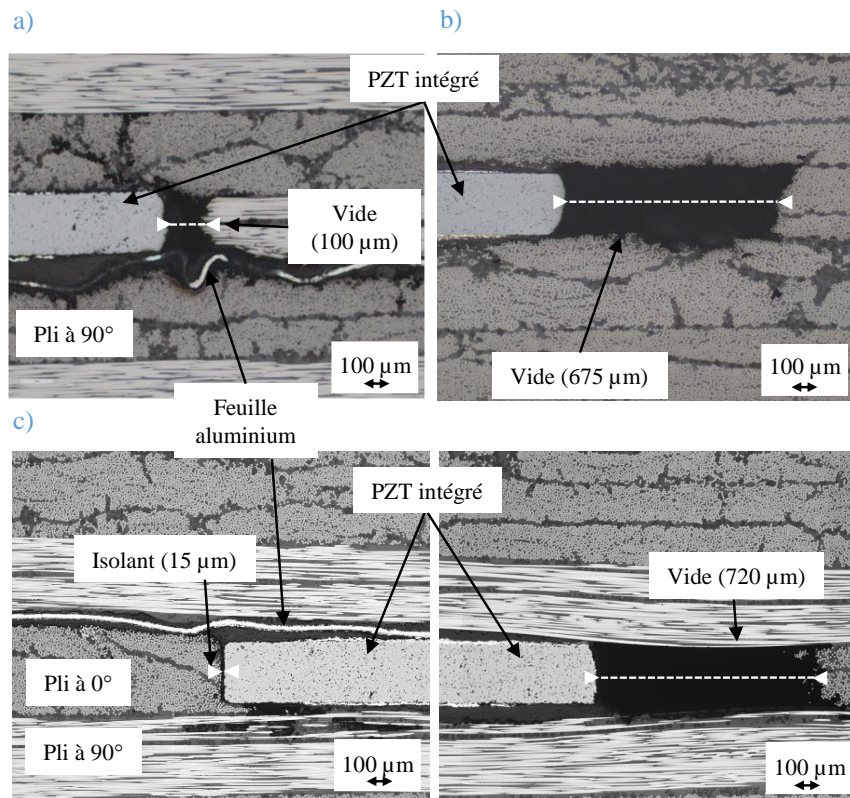 a)
b)
PZT intégré
Vide
(100 µm)
Pli à 90°
100 µm
Vide (675 µm)
100 µm
Feuille
aluminium
c)
PZT intégré
Isolant (15 µm)
Vide (720 µm)
Pli à 0°
Pli à 90°
100 µm
100 µm